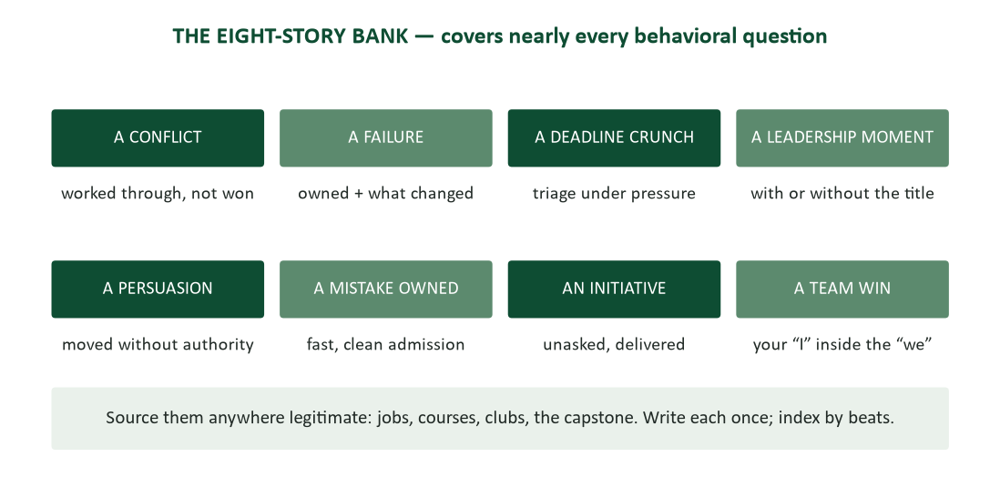 THE EIGHT-STORY BANK — covers nearly every behavioral question
A CONFLICT
A FAILURE
A DEADLINE CRUNCH
A LEADERSHIP MOMENT
worked through, not won
owned + what changed
triage under pressure
with or without the title
A PERSUASION
A MISTAKE OWNED
AN INITIATIVE
A TEAM WIN
moved without authority
fast, clean admission
unasked, delivered
your “I” inside the “we”
Source them anywhere legitimate: jobs, courses, clubs, the capstone. Write each once; index by beats.